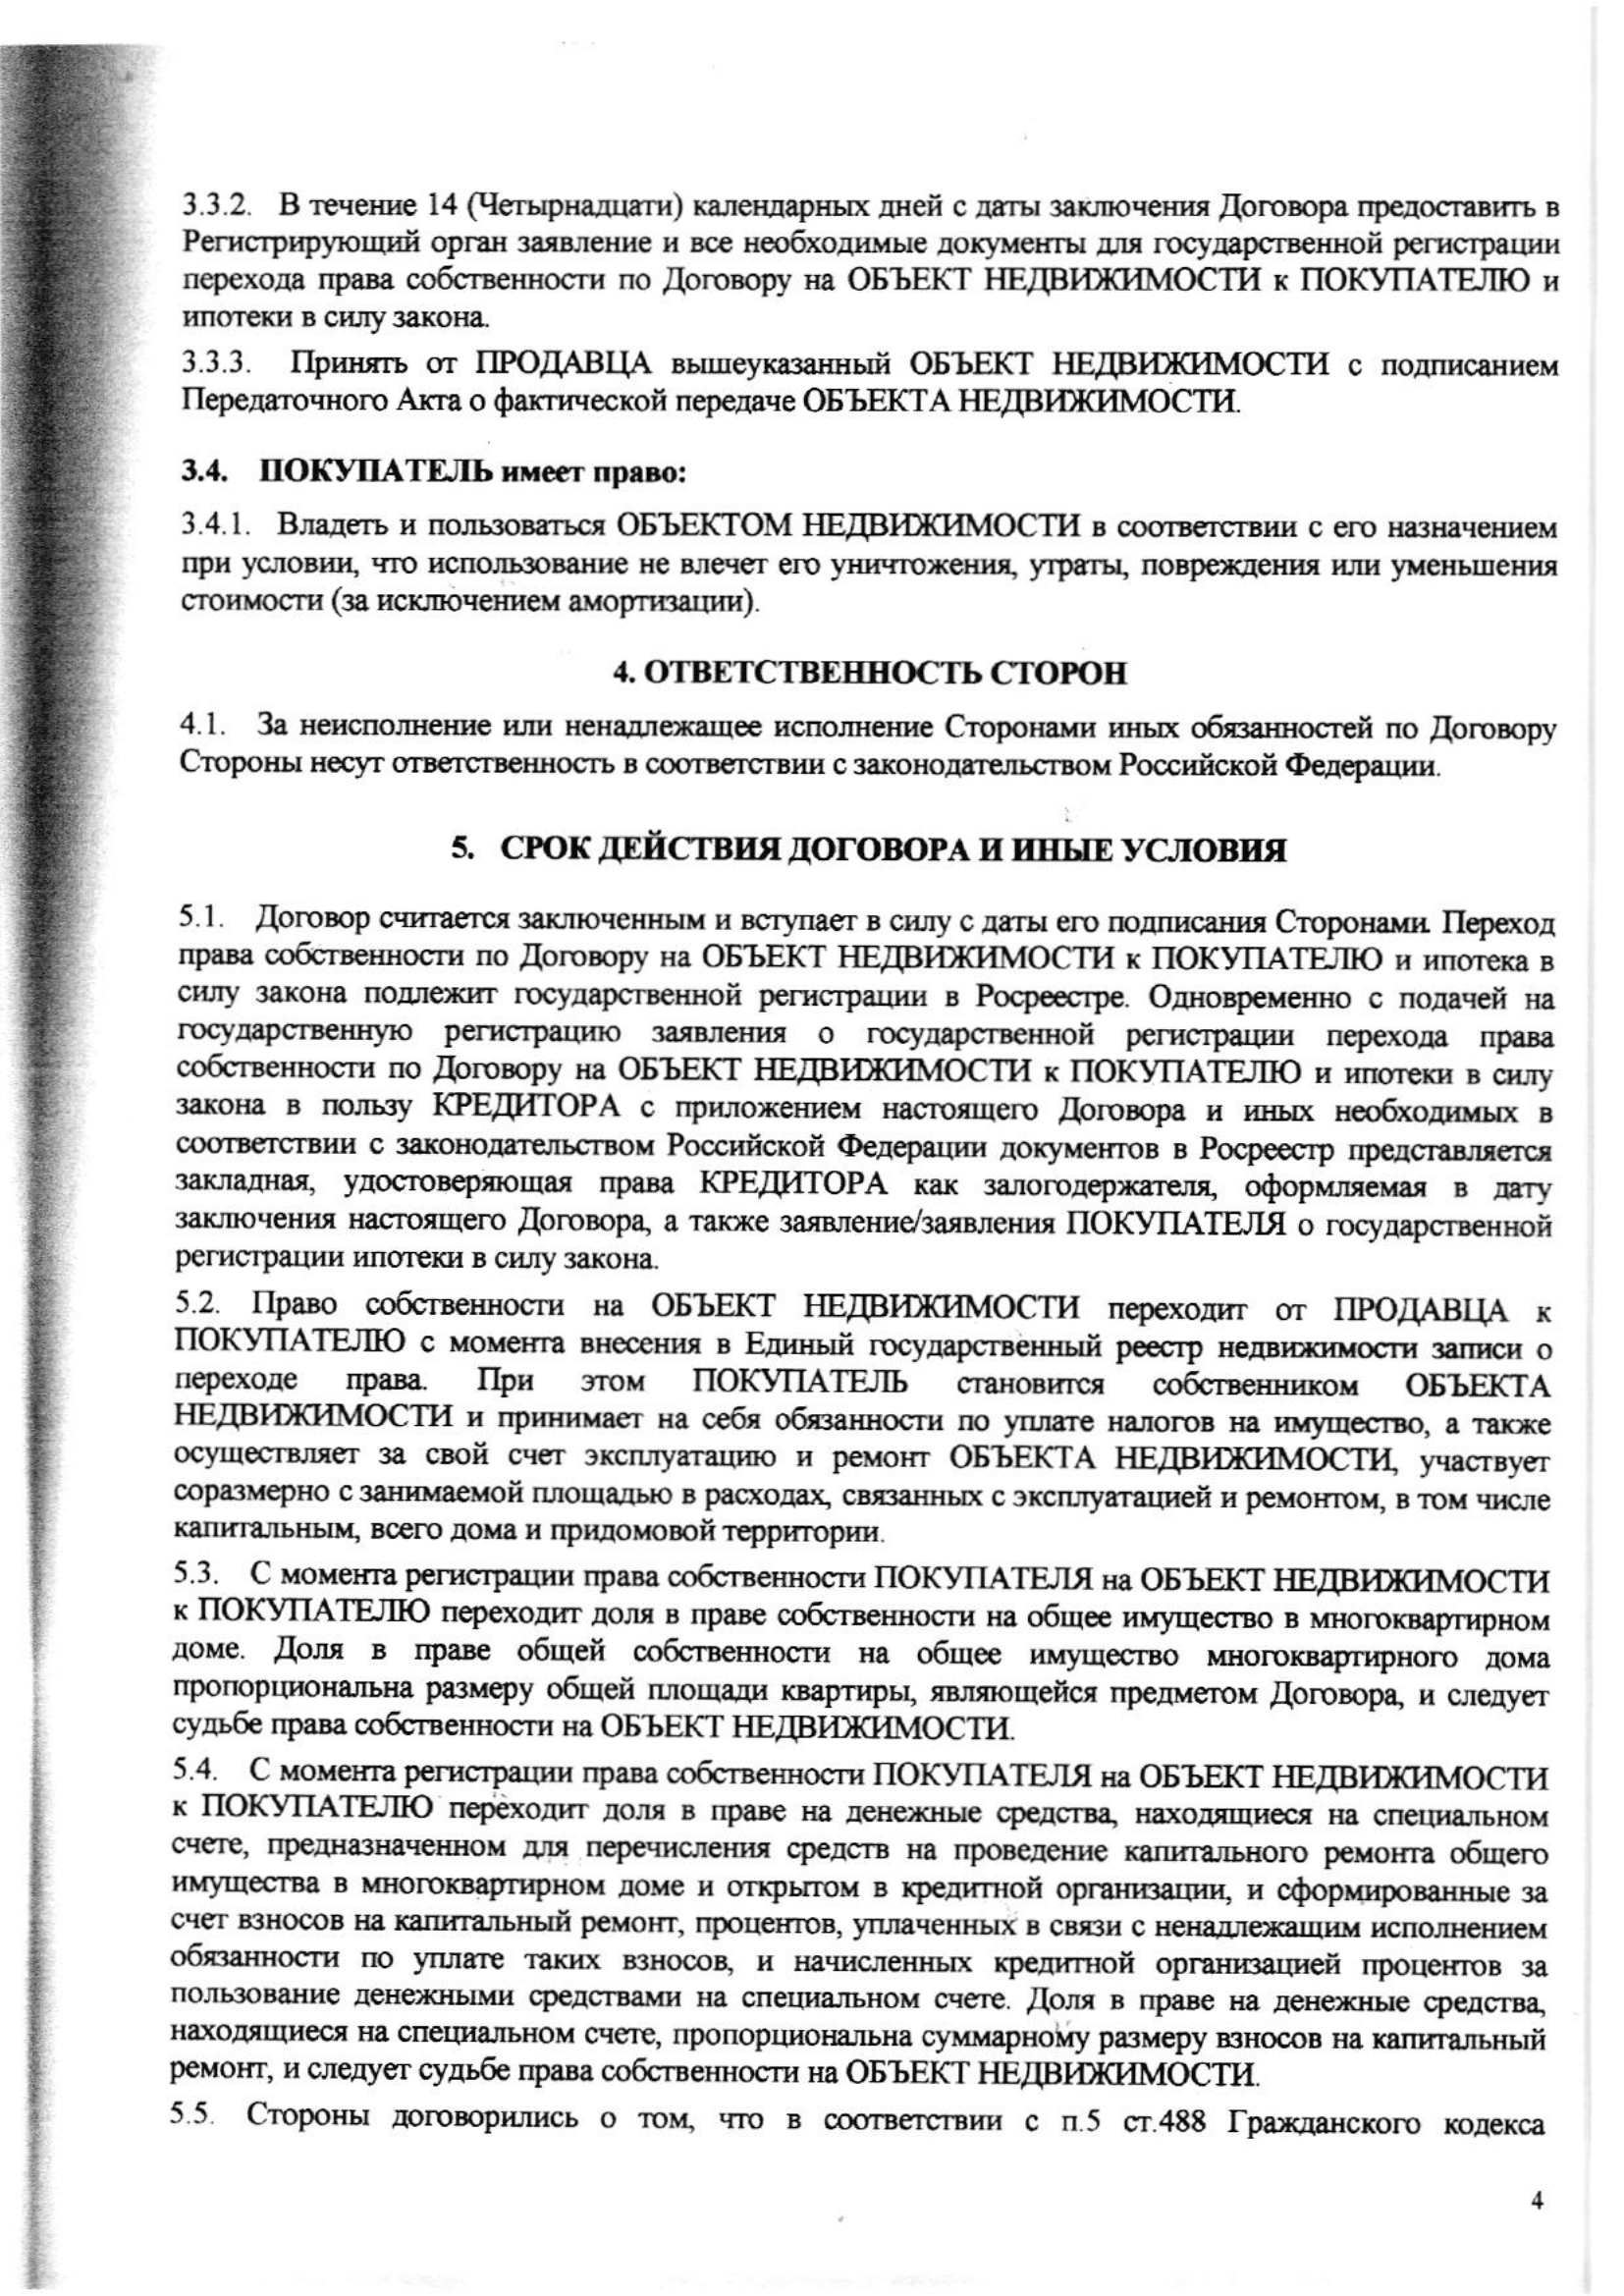 3.3.2. В течение 14 (Четырнадцати) календарных дней с даты заключения Договора предоставить в
Регистрирующий орган заявление и все необходимые документы для государственной регистрации
перехода права собственности по Договору на ОБЪЕКТ НЕДВИЖИМОСТИ к ПОКУПАТЕЛЮ и
ипотеки в силу закона.
3.3.3. Принять от ПРОДАВЦА вышеуказанный ОБЪЕКТ НЕДВИЖИМОСТИ с подписанием
Передаточного Акта о фактической передаче ОБЪЕКТА НЕДВИЖИМОСТИ.
3.4. ПОКУПАТЕЛЬ имеет право:
3.4.1. Владеть и пользоваться ОБЪЕКТОМ НЕДВИЖИМОСТИ в соответствии с его назначением
при условии, что использование не влечет его уничтожения, утраты, повреждения или уменьшения
стоимости (за исключением амортизации).
4. ОТВЕТСТВЕННОСТЬ СТОРОН
4.1. За неисполнение или ненадлежащее исполнение Сторонами иных обязанностей по Договору
Стороны несут ответственность в соответствии с законодательством Российской Федерации.
5. СРОК ДЕЙСТВИЯ ДОГОВОРА И ИНЫЕ УСЛОВИЯ
5.1. Договор считается заключенным и вступает в силу с даты его подписания Сторонами. Переход
права собственности по Договору на ОБЪЕКТ НЕДВИЖИМОСТИ к ПОКУПАТЕЛЮ и ипотека в
силу закона подлежит государственной регистрации в Росреестре. Одновременно с подачей на
государственную регистрацию заявления о государственной регистрации перехода права
собственности по Договору на ОБЪЕКТ НЕДВИЖИМОСТИ к ПОКУПАТЕЛЮ и ипотеки в силу
закона в пользу КРЕДИТОРА с приложением настоящего Договора и иных необходимых в
соответствии с законодательством Российской Федерации документов в Росреестр представляется
закладная, удостоверяющая права КРЕДИТОРА как залогодержателя, оформляемая в дату
заключения настоящего Договора, а также заявление/заявления ПОКУПАТЕЛЯ о государственной
регистрации ипотеки в силу закона.
5.2. Право собственности на ОБЪЕКТ НЕДВИЖИМОСТИ переходит от ПРОДАВЦА к
ПОКУПАТЕЛЮ с момента внесения в Единый государственный реестр недвижимости записи о
переходе права. При этом ПОКУПАТЕЛЬ становится собственником ОБЪЕКТА
НЕДВИЖИМОСТИ и принимает на себя обязанности по уплате налогов на имущество, а также
осуществляет за свой счет эксплуатацию и ремонт ОБЪЕКТА НЕДВИЖИМОСТИ, участвует
соразмерно с занимаемой площадью в расходах, связанных с эксплуатацией и ремонтом, в том числе
капитальным, всего дома и придомовой территории.
5.3. С момента регистрации права собственности ПОКУПАТЕЛЯ на ОБЪЕКТ НЕДВИЖИМОСТИ
к ПОКУПАТЕЛЮ переходит доля в праве собственности на общее имущество в многоквартирном
доме. Доля в праве общей собственности на общее имущество многоквартирного дома
пропорциональна размеру общей площади квартиры, являющейся предметом Договора, и следует
судьбе права собственности на ОБЪЕКТ НЕДВИЖИМОСТИ.
5.4. С момента регистрации права собственности ПОКУПАТЕЛЯ на ОБЪЕКТ НЕДВИЖИМОСТИ
к ПОКУПАТЕЛЮ переходит доля в праве на денежные средства, находящиеся на специальном
счете, предназначенном для перечисления средств на проведение капитального ремонта общего
имущества в многоквартирном доме и открытом в кредитной организации, и сформированные за
счет взносов на капитальный ремонт, процентов, уплаченных в связи с ненадлежащим исполнением
обязанности по уплате таких взносов, и начисленных кредитной организацией процентов за
пользование денежными средствами на специальном счете. Доля в праве на денежные средства,
находящиеся на специальном счете, пропорциональна суммарному размеру взносов на капитальный
ремонт, и следует судьбе права собственности на ОБЪЕКТ НЕДВИЖИМОСТИ.
5.5. Стороны договорились о том, что в соответствии с п.5 ст.488 Гражданского кодекса
4